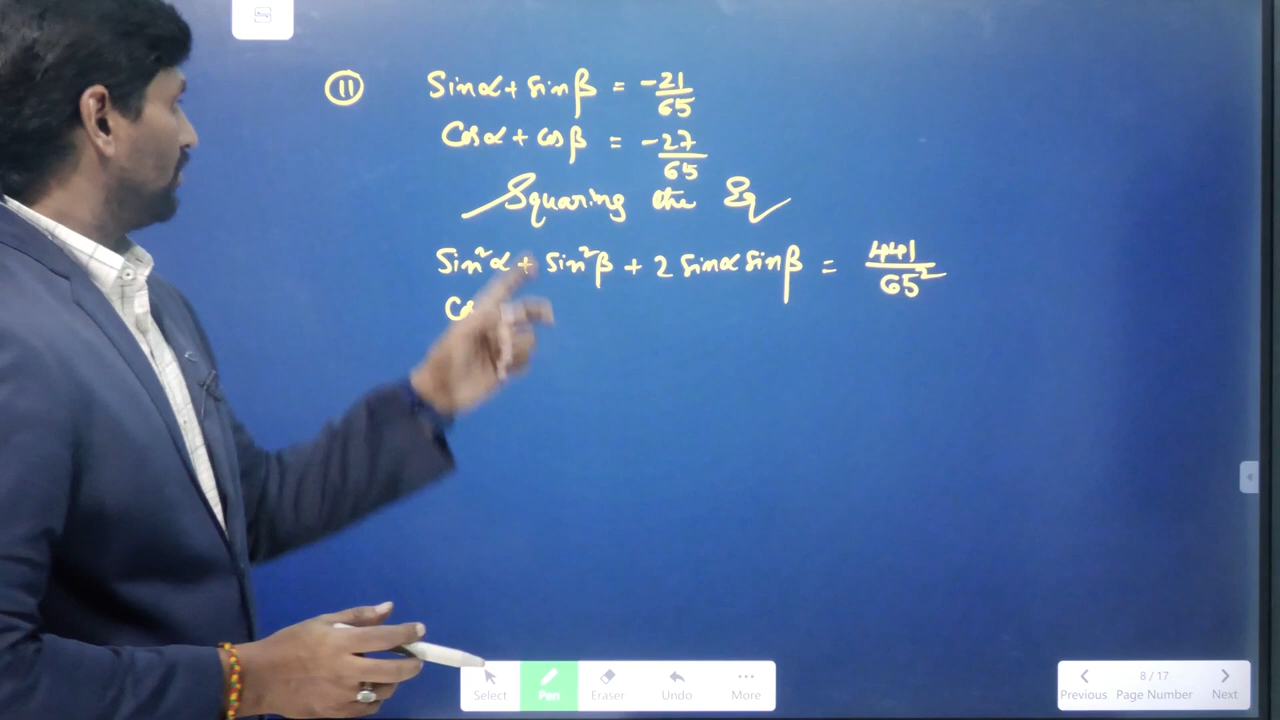 11 Sinα + Sinβ = -21/65
Cosα + cosβ = -27/65
Squaring the Eq
Sin²α + Sin²β + 2 Sinα Sinβ = 441/65²
Co
Select Pen Eraser Undo More
8 / 17
Previous Page Number Next